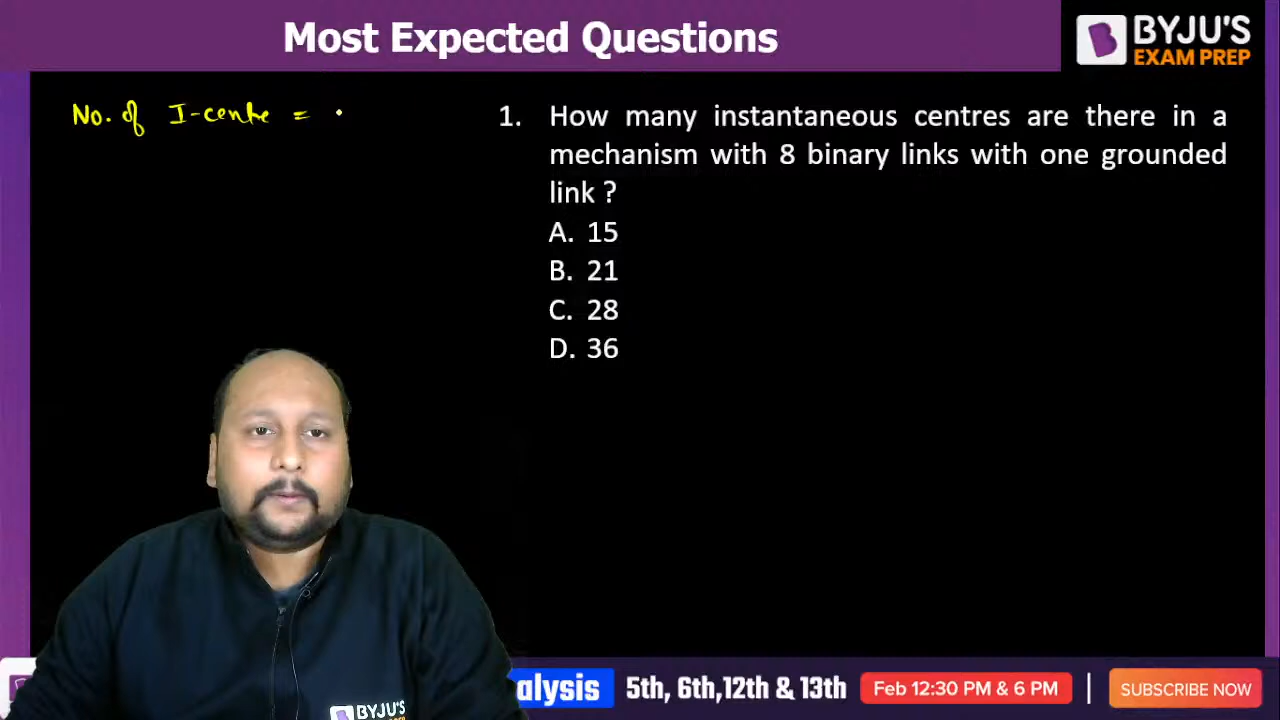 Most Expected Questions
BYJU'S
EXAM PREP
No. of I-centre =
1. How many instantaneous centres are there in a
mechanism with 8 binary links with one grounded
link ?
A. 15
B. 21
C. 28
D. 36
alysis
5th, 6th,12th & 13th
Feb 12:30 PM & 6 PM
SUBSCRIBE NOW
BYJU'S